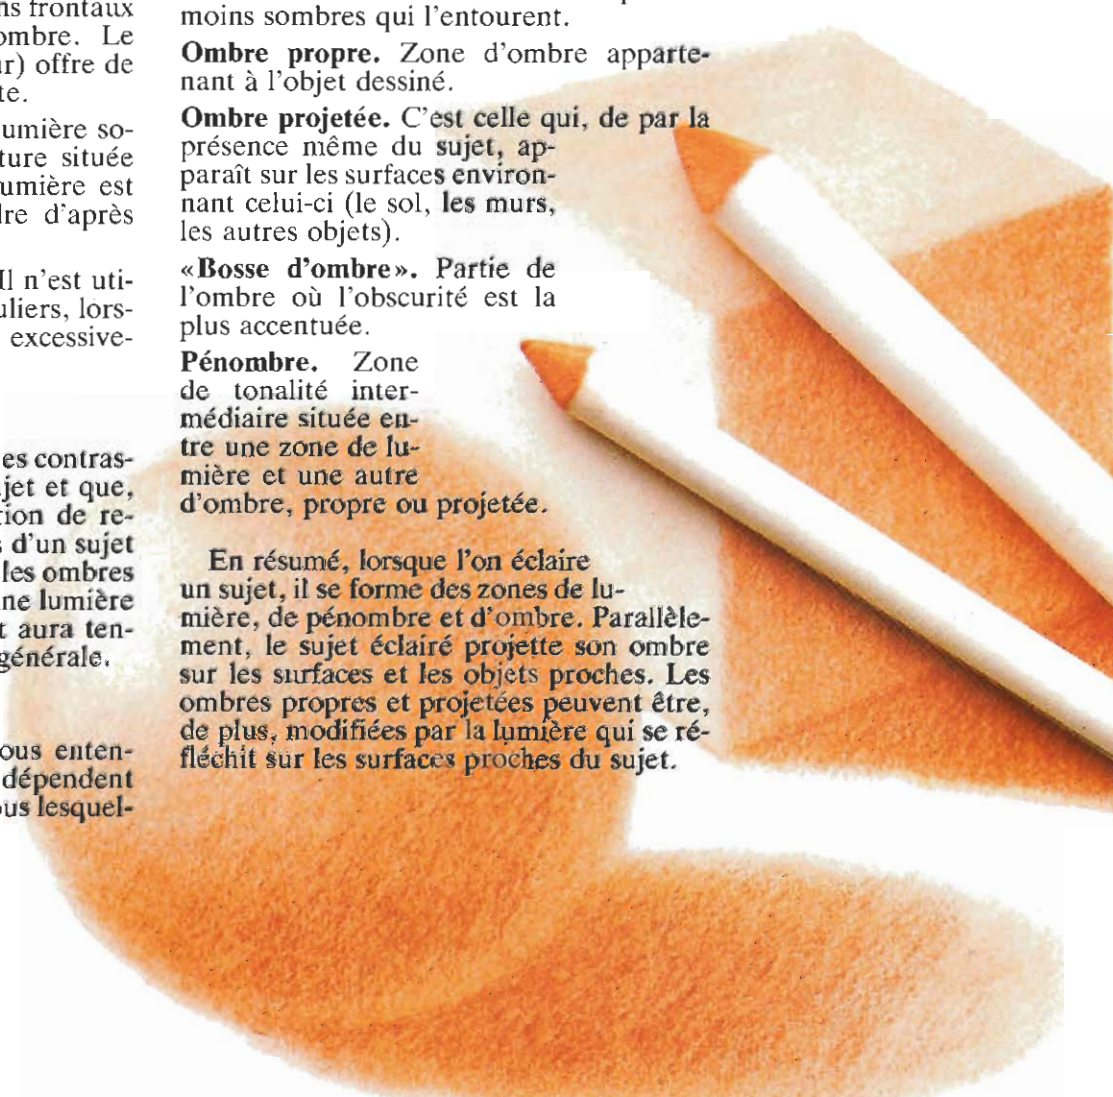 ns frontaux
ombre. Le
ur) offre de
te.
umière so-
ture située
umière est
dre d'après
Il n'est uti-
uliers, lors-
excessive-
es contras-
jet et que,
tion de re-
s d'un sujet
les ombres
ne lumière
t aura ten-
générale.
ous enten-
dépendent
ous lesquel-
moins sombres qui l'entourent.
Ombre propre. Zone d'ombre apparte-
nant à l'objet dessiné.
Ombre projetée. C'est celle qui, de par la
présence même du sujet, ap-
paraît sur les surfaces environ-
nant celui-ci (le sol, les murs,
les autres objets).
«Bosse d'ombre». Partie de
l'ombre où l'obscurité est la
plus accentuée.
Pénombre. Zone
de tonalité inter-
médiaire située en-
tre une zone de lu-
mière et une autre
d'ombre, propre ou projetée.
En résumé, lorsque l'on éclaire
un sujet, il se forme des zones de lu-
mière, de pénombre et d'ombre. Parallèle-
ment, le sujet éclairé projette son ombre
sur les surfaces et les objets proches. Les
ombres propres et projetées peuvent être,
de plus, modifiées par la lumière qui se ré-
fléchit sur les surfaces proches du sujet.